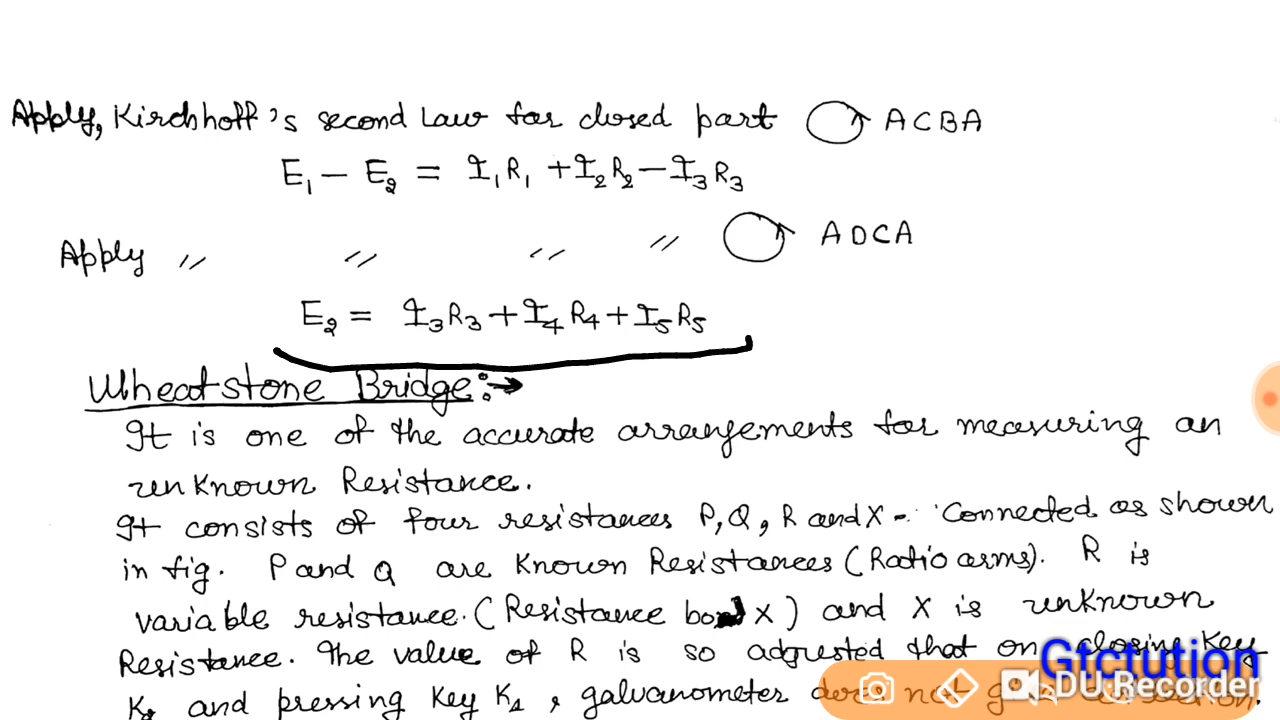 Apply, Kirchhoff's second Law for closed part ACBA
E₁ − E₂ = I₁R₁ + I₂R₂ − I₃R₃
Apply 〃 〃 〃 〃 ADCA
E₂ = I₃R₃ + I₄R₄ + I₅R₅
Wheatstone Bridge:→
It is one of the accurate arrangements for measuring an
unknown Resistance.
It consists of four resistances P, Q, R and X - Connected as shown
in fig. P and Q are Known Resistances (Ratio arms). R is
variable resistance. (Resistance box) and X is unknown
Resistance. The value of R is so adjusted that on closing Key
and pressing Key K₁, galvanometer does not
Gtctution
DU Recorder